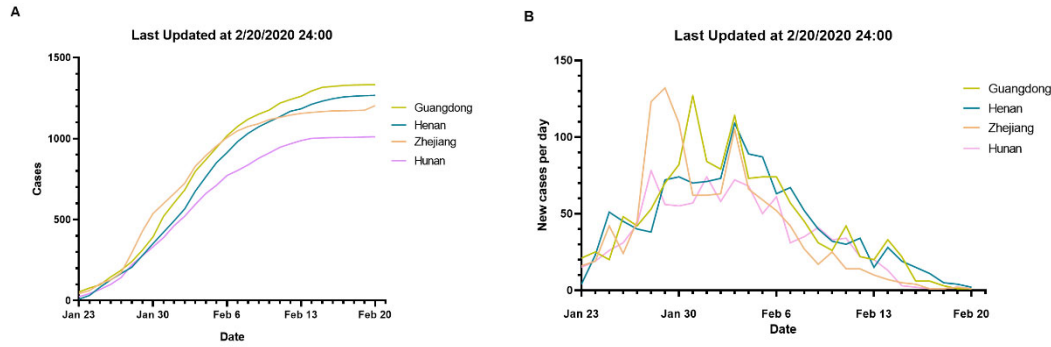 A
Last Updated at 2/20/2020 24:00
1500
1000
500
0
Cases
Jan 23
Jan 30
Feb 6
Feb 13
Feb 20
Date
Guangdong
Henan
Zhejiang
Hunan
B
Last Updated at 2/20/2020 24:00
150
100
50
0
New cases per day
Jan 23
Jan 30
Feb 6
Feb 13
Feb 20
Date
Guangdong
Henan
Zhejiang
Hunan